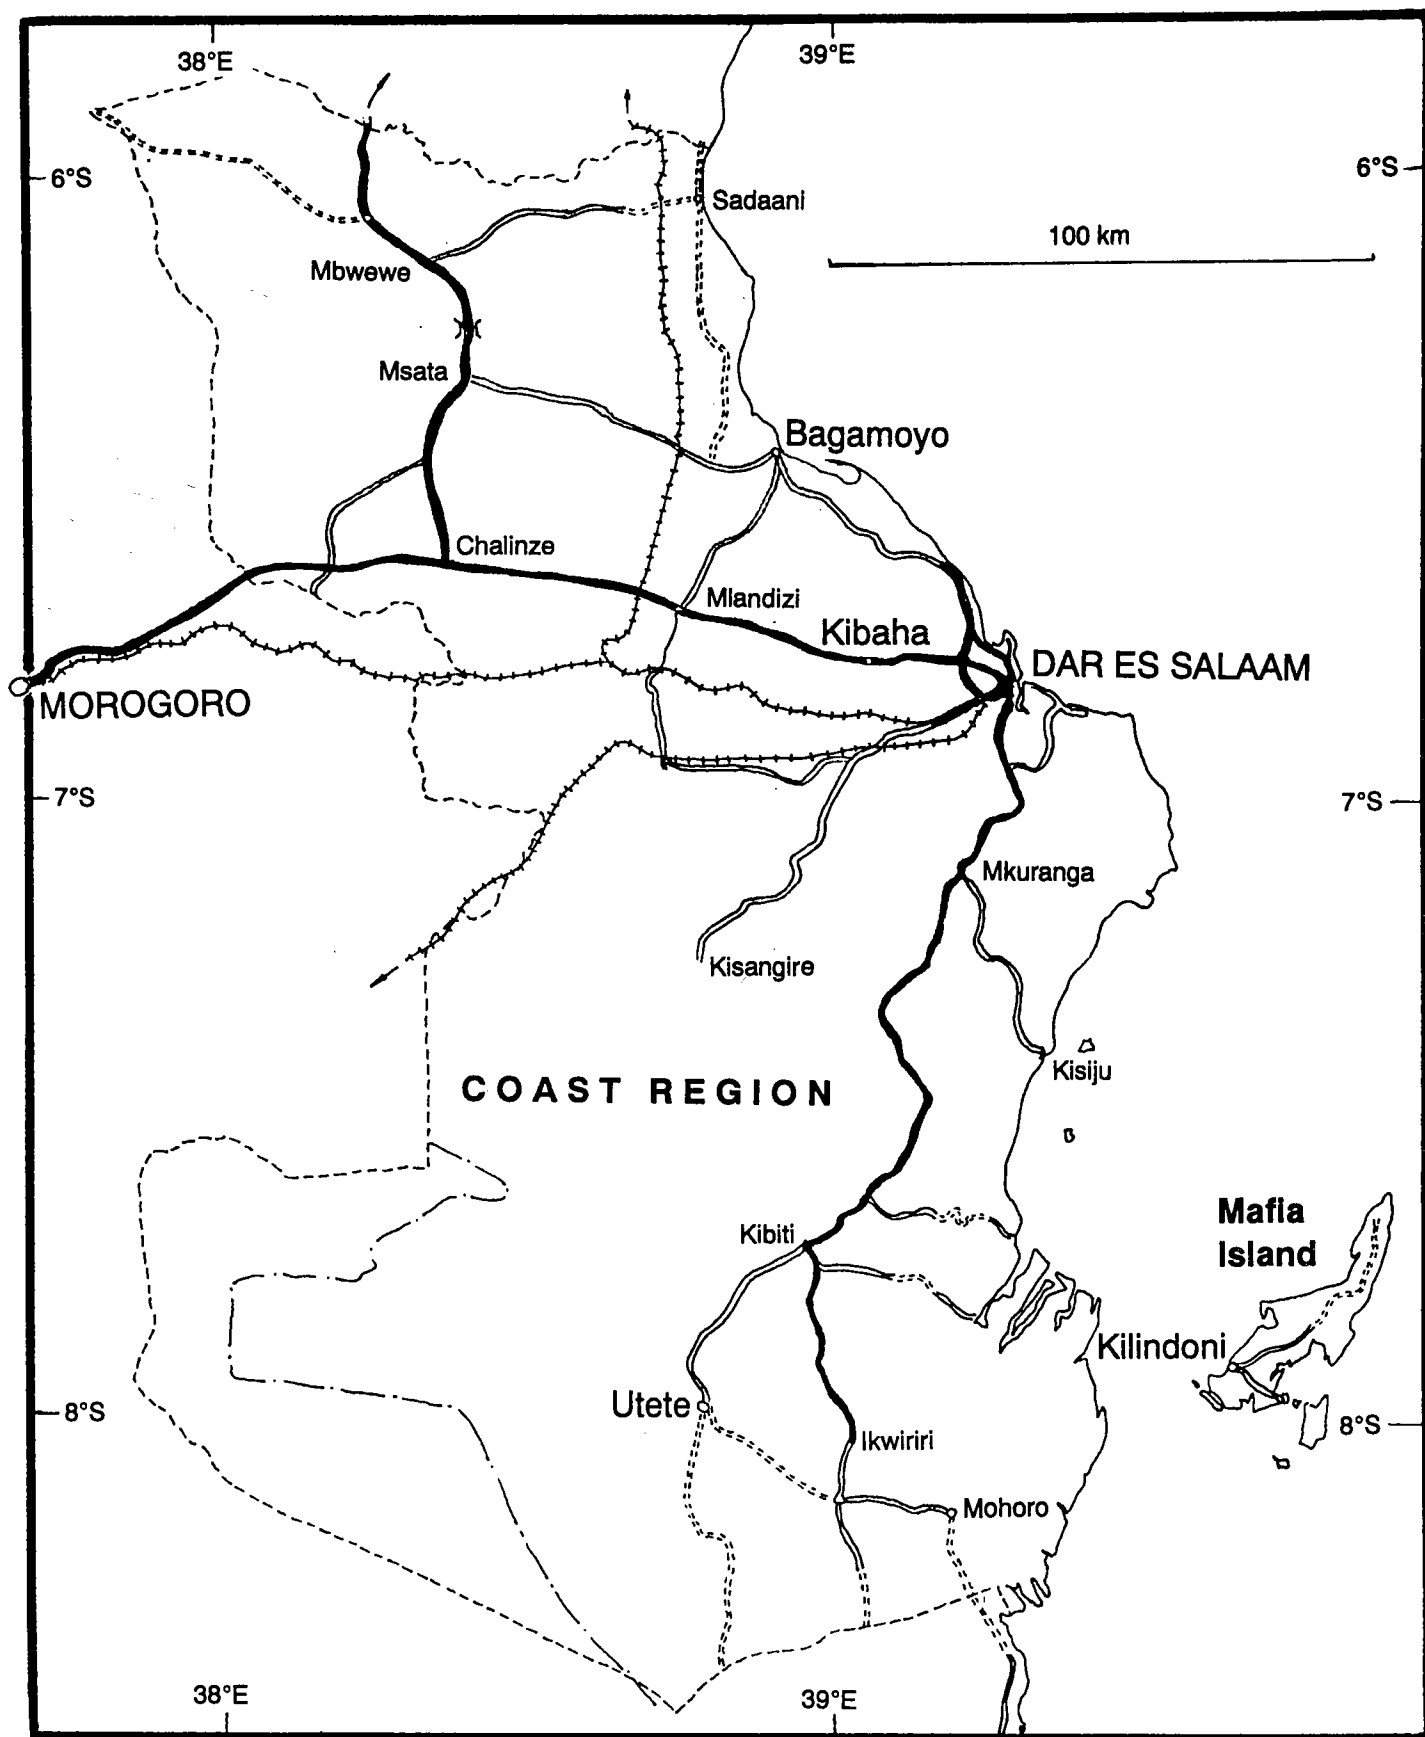 38°E
39°E
6°S
6°S
Sadaani
100 km
Mbwewe
Msata
Bagamoyo
Chalinze
Mlandizi
Kibaha
DAR ES SALAAM
MOROGORO
7°S
7°S
Mkuranga
Kisangire
Kisiju
COAST REGION
Mafia
Island
Kibiti
Kilindoni
Utete
8°S
8°S
Ikwiriri
Mohoro
38°E
39°E